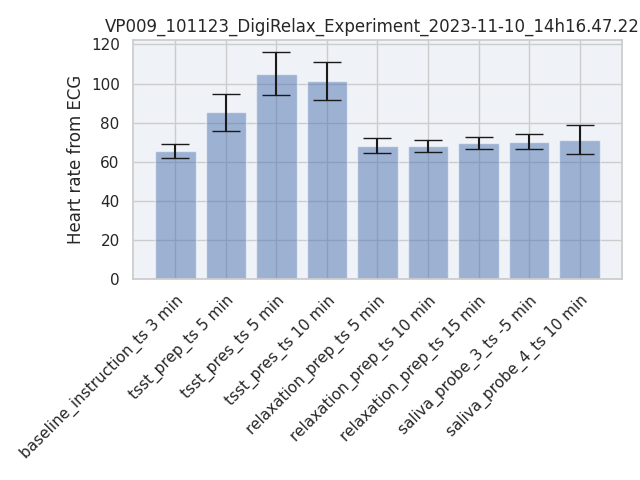 VP009_101123_DigiRelax_Experiment_2023-11-10_14h16.47.22
Heart rate from ECG
120
100
80
60
40
20
0
baseline_instruction_ts 3 min
tsst_prep_ts 5 min
tsst_pres_ts 5 min
tsst_pres_ts 10 min
relaxation_prep_ts 5 min
relaxation_prep_ts 10 min
relaxation_prep_ts 15 min
saliva_probe_3_ts -5 min
saliva_probe_4_ts 10 min